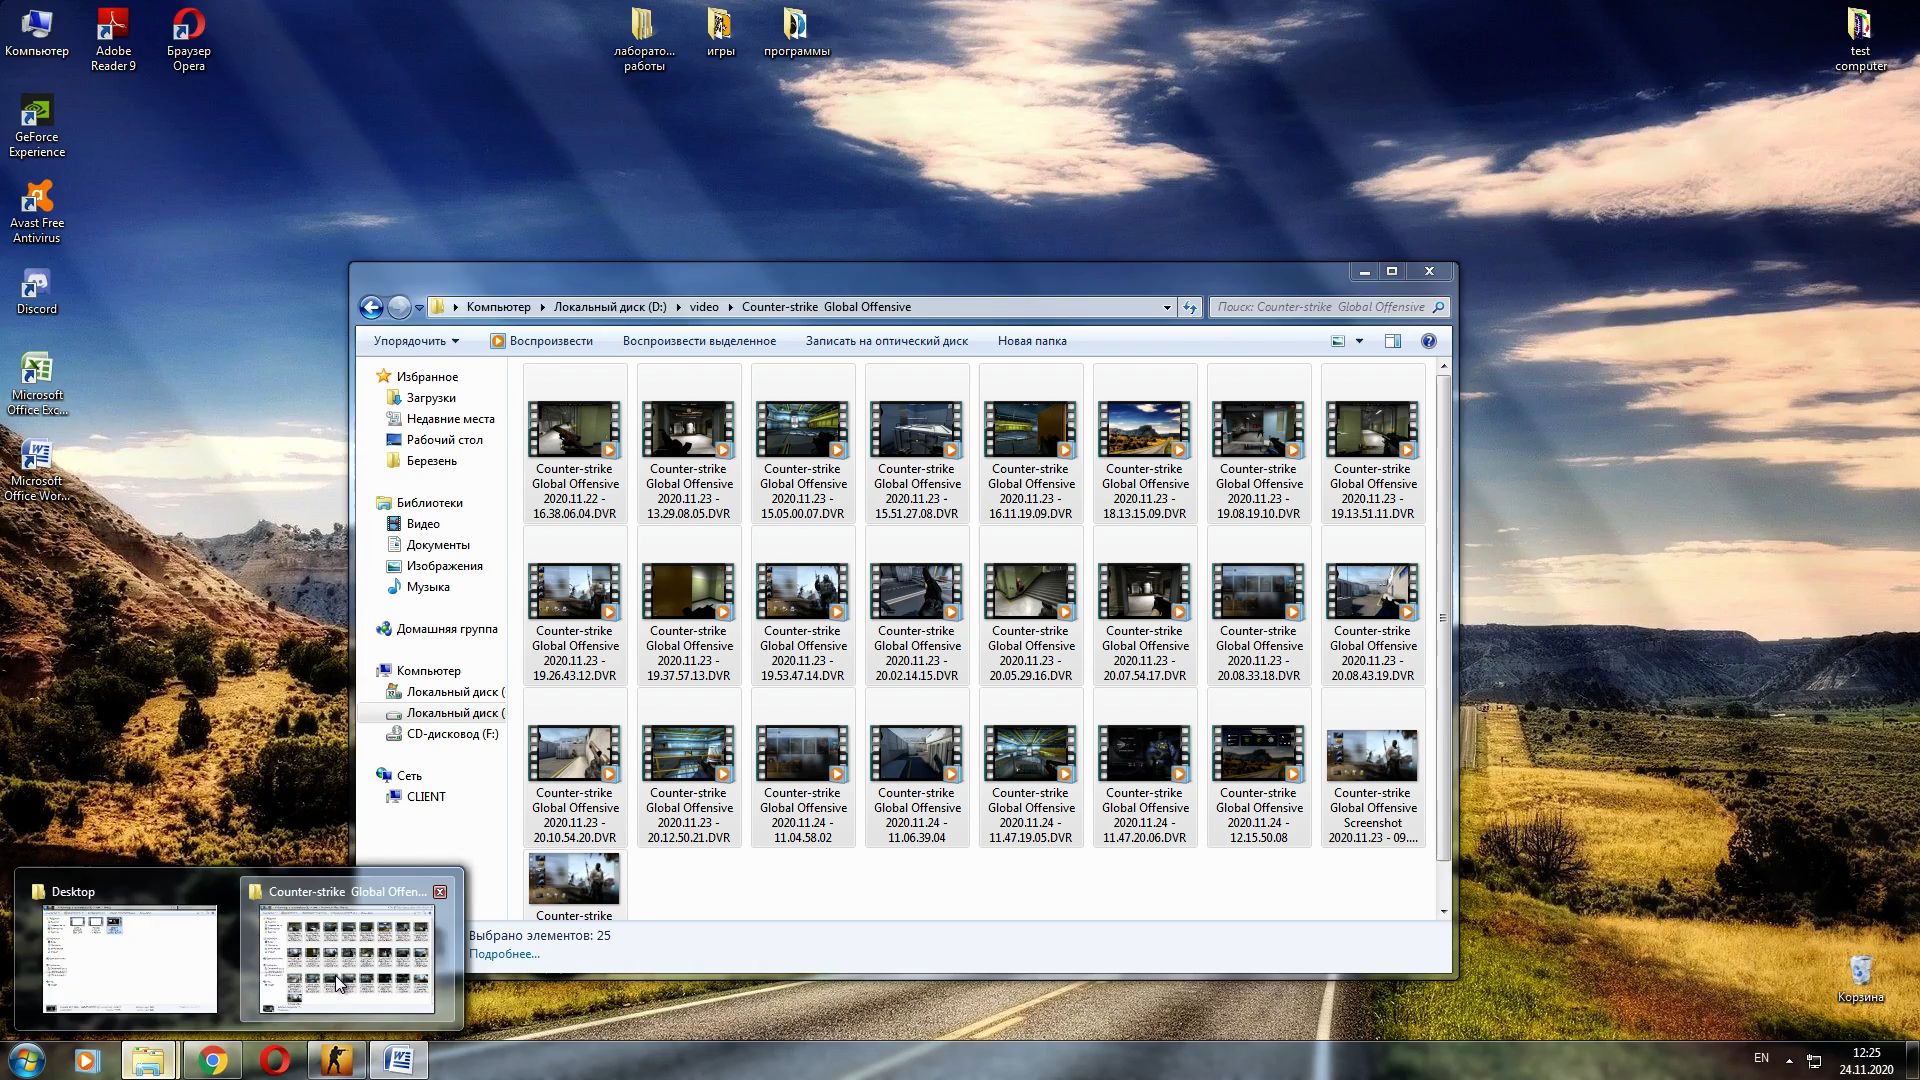 Компьютер
Adobe
Reader 9
Браузер
Opera
лаборато...
работы
игры
программы
test
computer
GeForce
Experience
Avast Free
Antivirus
Discord
Microsoft
Office Exc...
Microsoft
Office Wor...
Компьютер
Локальный диск (D:)
video
Counter-strike Global Offensive
Поиск: Counter-strike Global Offensive
Упорядочить
Воспроизвести
Воспроизвести выделенное
Записать на оптический диск
Новая папка
Избранное
Загрузки
Недавние места
Рабочий стол
Березень
Библиотеки
Видео
Документы
Изображения
Музыка
Домашняя группа
Компьютер
Локальный диск (
Локальный диск (
CD-дисковод (F:)
Сеть
CLIENT
Counter-strike
Global Offensive
2020.11.22 -
16.38.06.04.DVR
Counter-strike
Global Offensive
2020.11.23 -
13.29.08.05.DVR
Counter-strike
Global Offensive
2020.11.23 -
15.05.00.07.DVR
Counter-strike
Global Offensive
2020.11.23 -
15.51.27.08.DVR
Counter-strike
Global Offensive
2020.11.23 -
16.11.19.09.DVR
Counter-strike
Global Offensive
2020.11.23 -
18.13.15.09.DVR
Counter-strike
Global Offensive
2020.11.23 -
19.08.19.10.DVR
Counter-strike
Global Offensive
2020.11.23 -
19.13.51.11.DVR
Counter-strike
Global Offensive
2020.11.23 -
19.26.43.12.DVR
Counter-strike
Global Offensive
2020.11.23 -
19.37.57.13.DVR
Counter-strike
Global Offensive
2020.11.23 -
19.53.47.14.DVR
Counter-strike
Global Offensive
2020.11.23 -
20.02.14.15.DVR
Counter-strike
Global Offensive
2020.11.23 -
20.05.29.16.DVR
Counter-strike
Global Offensive
2020.11.23 -
20.07.54.17.DVR
Counter-strike
Global Offensive
2020.11.23 -
20.08.33.18.DVR
Counter-strike
Global Offensive
2020.11.23 -
20.08.43.19.DVR
Counter-strike
Global Offensive
2020.11.23 -
20.10.54.20.DVR
Counter-strike
Global Offensive
2020.11.23 -
20.12.50.21.DVR
Counter-strike
Global Offensive
2020.11.24 -
11.04.58.02
Counter-strike
Global Offensive
2020.11.24 -
11.06.39.04
Counter-strike
Global Offensive
2020.11.24 -
11.47.19.05.DVR
Counter-strike
Global Offensive
2020.11.24 -
11.47.20.06.DVR
Counter-strike
Global Offensive
2020.11.24 -
12.15.50.08
Counter-strike
Global Offensive
Screenshot
2020.11.23 - 09....
Counter-strike
Выбрано элементов: 25
Подробнее...
Desktop
Counter-strike Global Offen...
Корзина
EN
12:25
24.11.2020